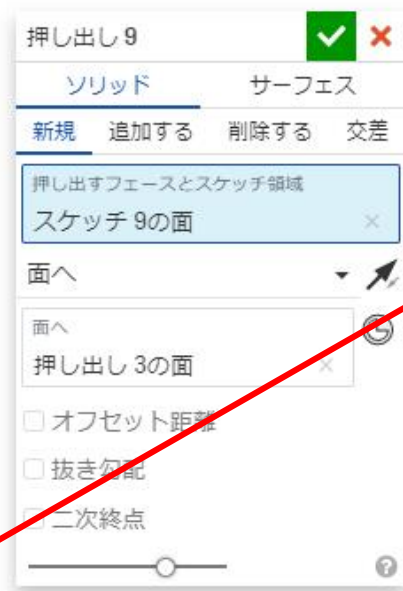 押し出し 9
ソリッド サーフェス
新規 追加する 削除する 交差
押し出すフェースとスケッチ領域
スケッチ 9の面
面へ
面へ
押し出し 3の面
オフセット距離
抜き勾配
二次終点